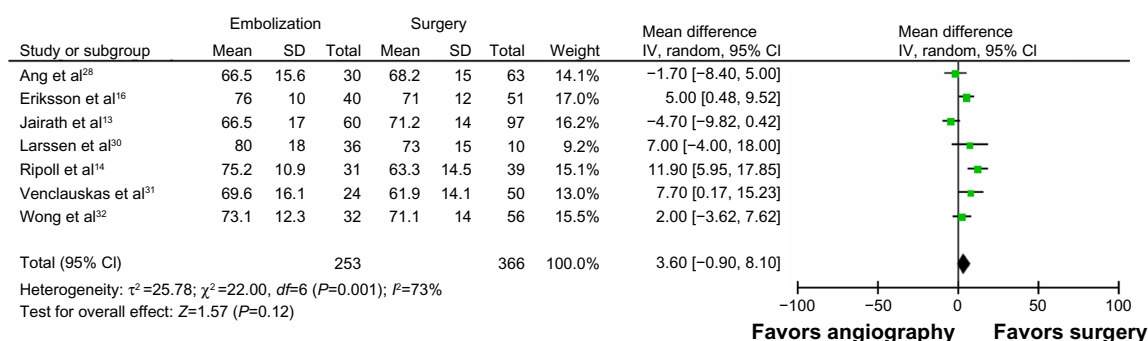 Embolization Surgery Mean difference Mean difference
Study or subgroup Mean SD Total Mean SD Total Weight IV, random, 95% CI IV, random, 95% CI
Ang et al²⁸ 66.5 15.6 30 68.2 15 63 14.1% −1.70 [−8.40, 5.00]
Eriksson et al¹⁶ 76 10 40 71 12 51 17.0% 5.00 [0.48, 9.52]
Jairath et al¹³ 66.5 17 60 71.2 14 97 16.2% −4.70 [−9.82, 0.42]
Larssen et al³⁰ 80 18 36 73 15 10 9.2% 7.00 [−4.00, 18.00]
Ripoll et al¹⁴ 75.2 10.9 31 63.3 14.5 39 15.1% 11.90 [5.95, 17.85]
Venclauskas et al³¹ 69.6 16.1 24 61.9 14.1 50 13.0% 7.70 [0.17, 15.23]
Wong et al³² 73.1 12.3 32 71.1 14 56 15.5% 2.00 [−3.62, 7.62]
Total (95% CI) 253 366 100.0% 3.60 [−0.90, 8.10]
Heterogeneity: τ²=25.78; χ²=22.00, df=6 (P=0.001); I²=73%
Test for overall effect: Z=1.57 (P=0.12)
−100 −50 0 50 100
Favors angiography Favors surgery